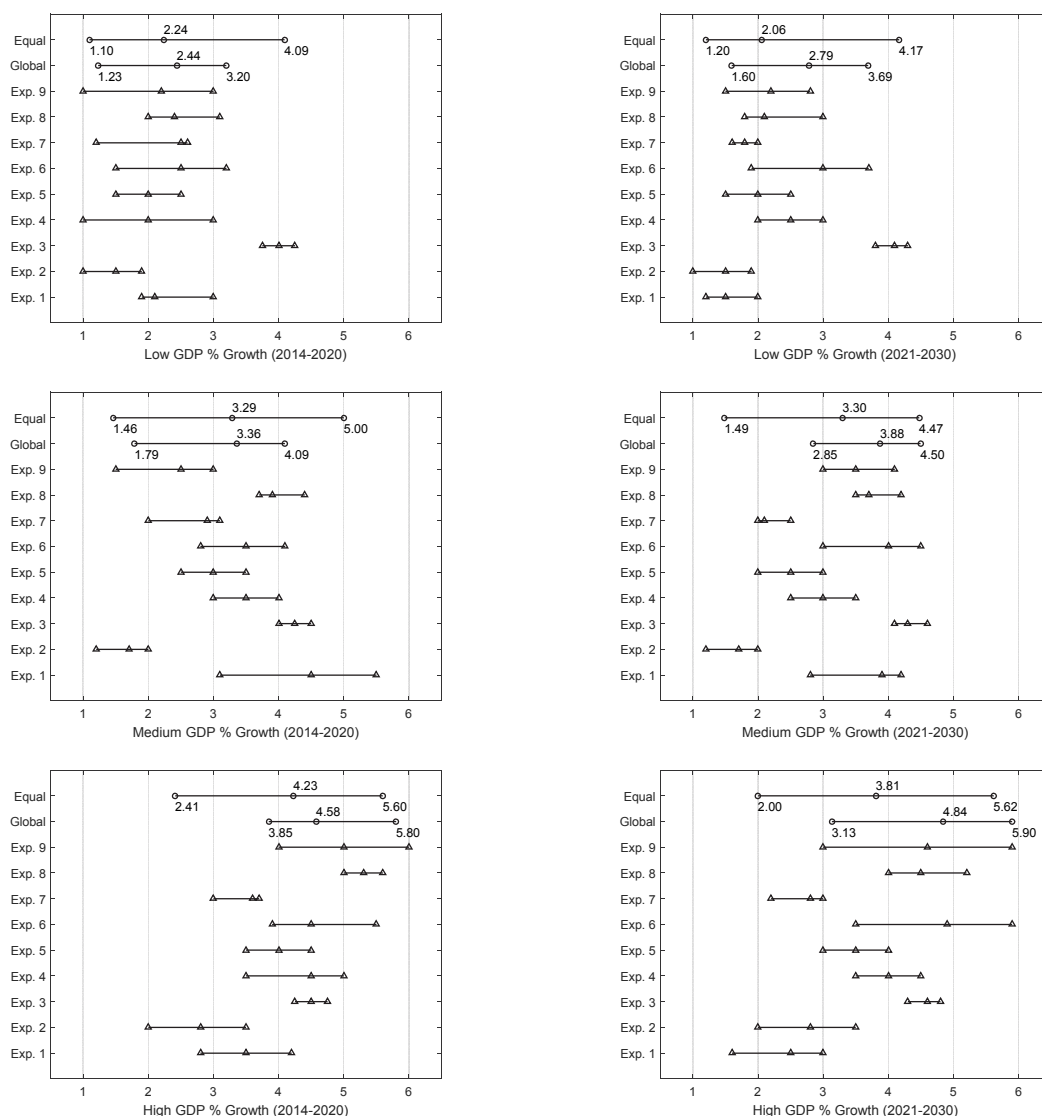 2.24
Equal
1.10 4.09
2.44
Global
1.23 3.20
Exp. 9
Exp. 8
Exp. 7
Exp. 6
Exp. 5
Exp. 4
Exp. 3
Exp. 2
Exp. 1
1 2 3 4 5 6
Low GDP % Growth (2014-2020)
2.06
Equal
1.20 4.17
2.79
Global
1.60 3.69
Exp. 9
Exp. 8
Exp. 7
Exp. 6
Exp. 5
Exp. 4
Exp. 3
Exp. 2
Exp. 1
1 2 3 4 5 6
Low GDP % Growth (2021-2030)
3.29
Equal
1.46 5.00
3.36
Global
1.79 4.09
Exp. 9
Exp. 8
Exp. 7
Exp. 6
Exp. 5
Exp. 4
Exp. 3
Exp. 2
Exp. 1
1 2 3 4 5 6
Medium GDP % Growth (2014-2020)
3.30
Equal
1.49 4.47
3.88
Global
2.85 4.50
Exp. 9
Exp. 8
Exp. 7
Exp. 6
Exp. 5
Exp. 4
Exp. 3
Exp. 2
Exp. 1
1 2 3 4 5 6
Medium GDP % Growth (2021-2030)
4.23
Equal
2.41 5.60
4.58
Global
3.85 5.80
Exp. 9
Exp. 8
Exp. 7
Exp. 6
Exp. 5
Exp. 4
Exp. 3
Exp. 2
Exp. 1
1 2 3 4 5 6
High GDP % Growth (2014-2020)
3.81
Equal
2.00 5.62
4.84
Global
3.13 5.90
Exp. 9
Exp. 8
Exp. 7
Exp. 6
Exp. 5
Exp. 4
Exp. 3
Exp. 2
Exp. 1
1 2 3 4 5 6
High GDP % Growth (2021-2030)